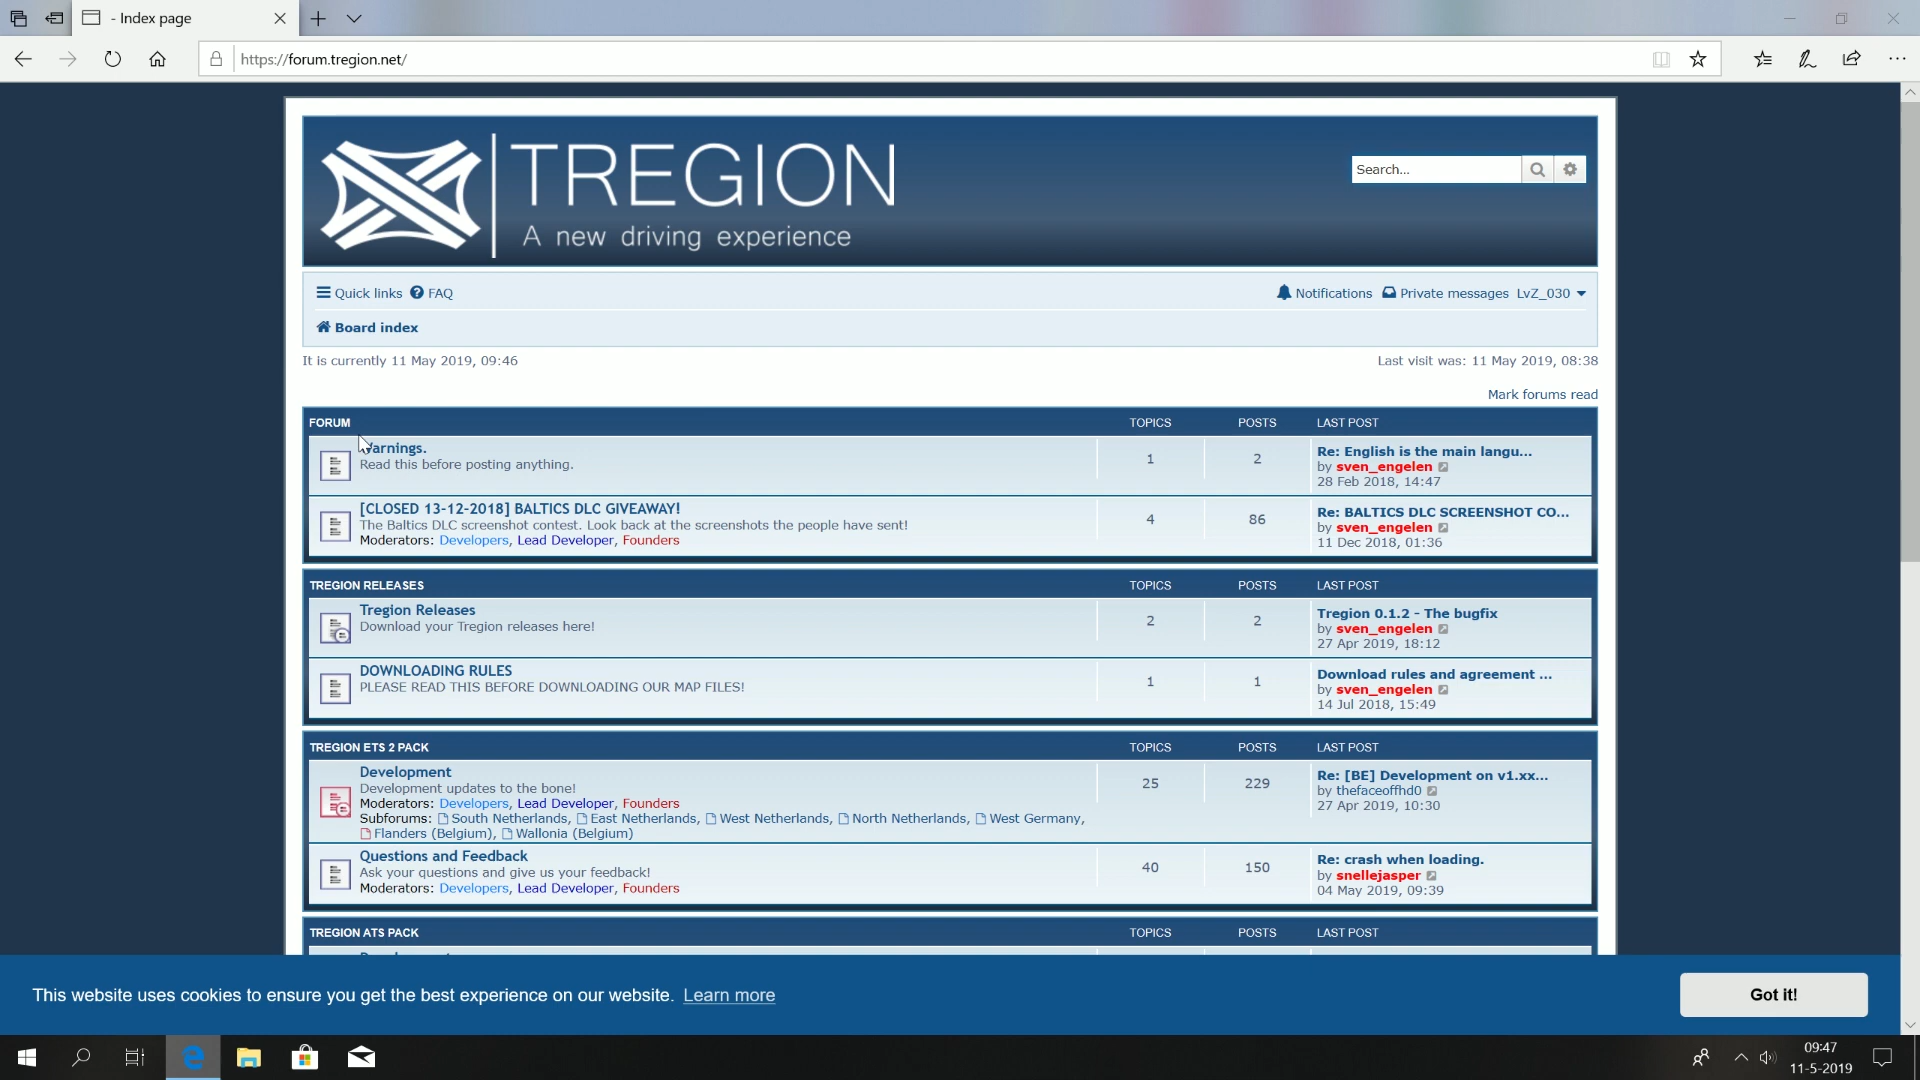 - Index page
https://forum.tregion.net/
TREGION
A new driving experience
Search...
Quick links FAQ
Notifications Private messages LvZ_030
Board index
It is currently 11 May 2019, 09:46
Last visit was: 11 May 2019, 08:38
Mark forums read
FORUM TOPICS POSTS LAST POST
Warnings.
Read this before posting anything.
1 2
Re: English is the main langu...
by sven_engelen
28 Feb 2018, 14:47
[CLOSED 13-12-2018] BALTICS DLC GIVEAWAY!
The Baltics DLC screenshot contest. Look back at the screenshots the people have sent!
Moderators: Developers, Lead Developer, Founders
4 86
Re: BALTICS DLC SCREENSHOT CO...
by sven_engelen
11 Dec 2018, 01:36
TREGION RELEASES TOPICS POSTS LAST POST
Tregion Releases
Download your Tregion releases here!
2 2
Tregion 0.1.2 - The bugfix
by sven_engelen
27 Apr 2019, 18:12
DOWNLOADING RULES
PLEASE READ THIS BEFORE DOWNLOADING OUR MAP FILES!
1 1
Download rules and agreement ...
by sven_engelen
14 Jul 2018, 15:49
TREGION ETS 2 PACK TOPICS POSTS LAST POST
Development
Development updates to the bone!
Moderators: Developers, Lead Developer, Founders
Subforums: South Netherlands, East Netherlands, West Netherlands, North Netherlands, West Germany,
Flanders (Belgium), Wallonia (Belgium)
25 229
Re: [BE] Development on v1.xx...
by thefaceoffhd0
27 Apr 2019, 10:30
Questions and Feedback
Ask your questions and give us your feedback!
Moderators: Developers, Lead Developer, Founders
40 150
Re: crash when loading.
by snellejasper
04 May 2019, 09:39
TREGION ATS PACK TOPICS POSTS LAST POST
This website uses cookies to ensure you get the best experience on our website. Learn more
Got it!
09:47
11-5-2019